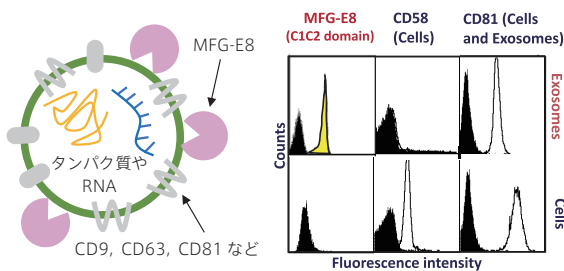 MFG-E8
タンパク質や
RNA
CD9, CD63, CD81 など
MFG-E8
(C1C2 domain)
CD58
(Cells)
CD81 (Cells
and Exosomes)
Counts
Exosomes
Cells
Fluorescence intensity